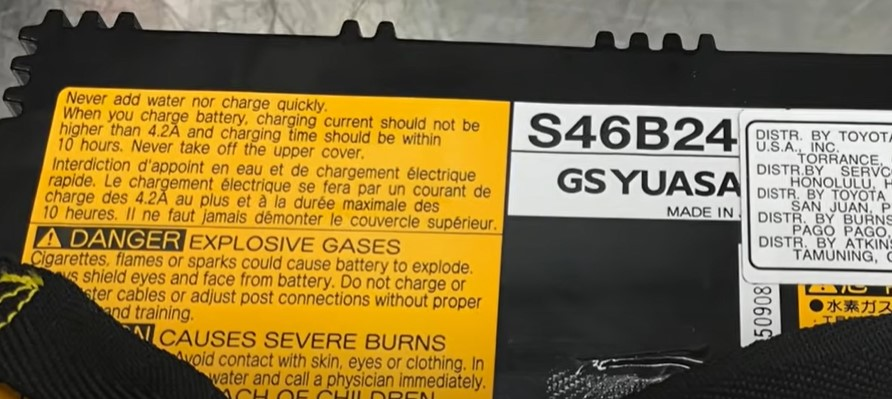 Never add water nor charge quickly.
When you charge battery, charging current should not be
higher than 4.2A and charging time should be within
10 hours. Never take off the upper cover.
Interdiction d'appoint en eau et de chargement électrique
rapide. Le chargement électrique se fera par un courant de
charge des 4.2A au plus et à la durée maximale des
10 heures. Il ne faut jamais démonter le couvercle supérieur.
DANGER EXPLOSIVE GASES
Cigarettes, flames or sparks could cause battery to explode.
shield eyes and face from battery. Do not charge or
cables or adjust post connections without proper
and training.
CAUSES SEVERE BURNS
Avoid contact with skin, eyes or clothing. In
water and call a physician immediately.
OF CHILDREN
S46B24
GS YUASA
MADE IN
DISTR. BY TOYOTA
U.S.A., INC.
TORRANCE,
DISTR.BY SERVCO
HONOLULU,
DISTR. BY TOYOTA
SAN JUAN, P
DISTR. BY BURNS
PAGO PAGO,
DISTR. BY ATKINS
TAMUNING,
50908
●水素ガス